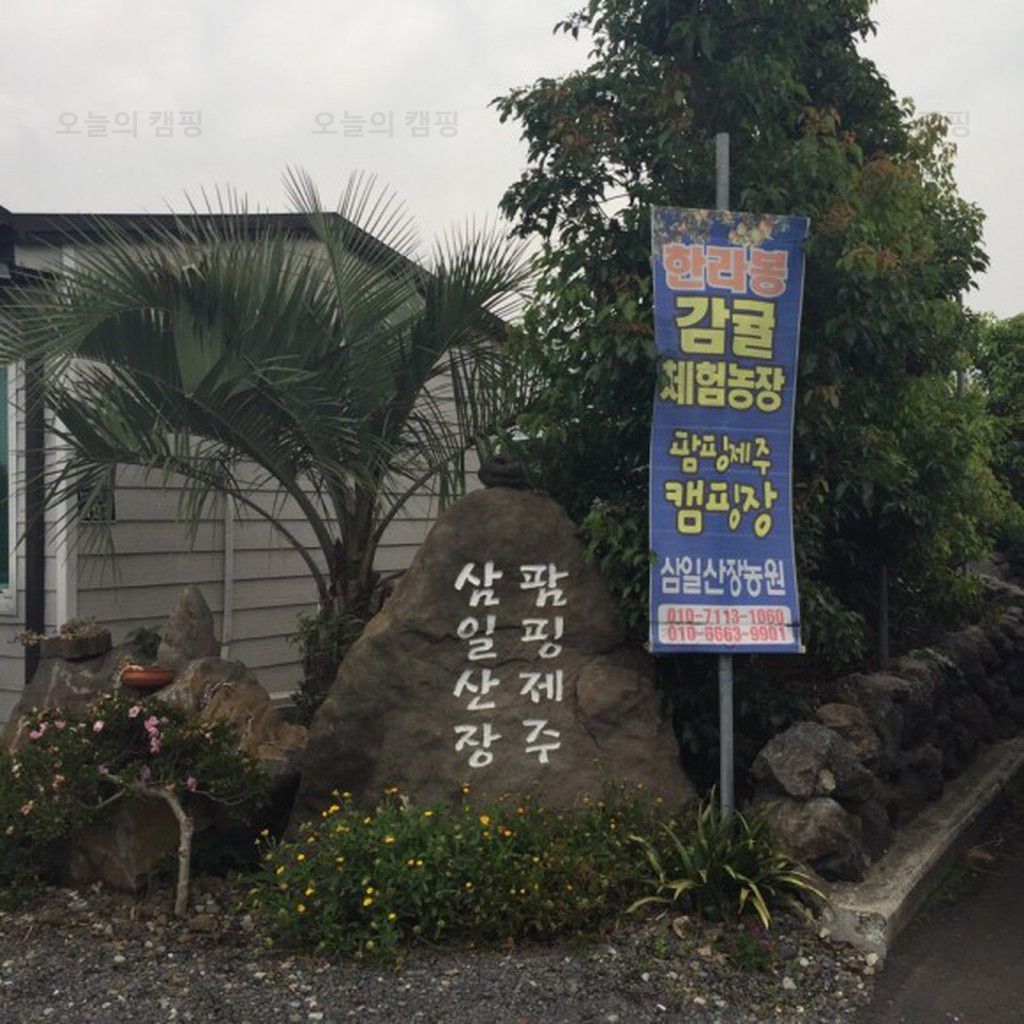 오늘의 캠핑
오늘의 캠핑
핑
한라봉
감귤
체험농장
팜핑제주
캠핑장
삼일산장농원
010-7113-1060
010-6663-9901
팜핑제주
삼일산장